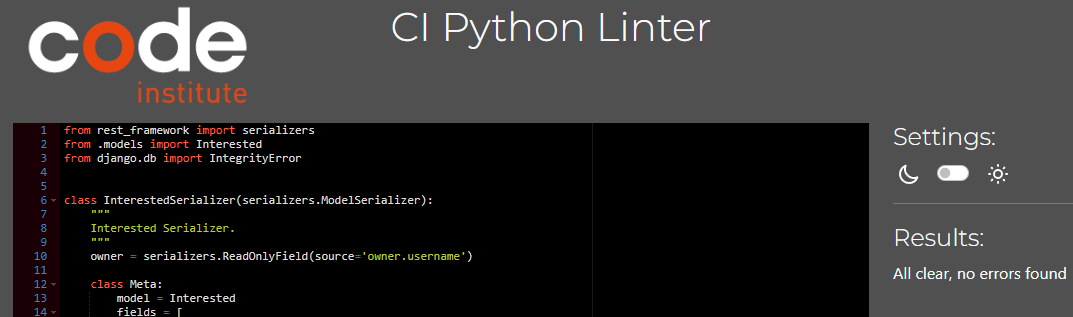 code
institute
CI Python Linter
1 from rest_framework import serializers
2 from .models import Interested
3 from django.db import IntegrityError
4
5
6 class InterestedSerializer(serializers.ModelSerializer):
7     """
8     Interested Serializer.
9     """
10     owner = serializers.ReadOnlyField(source='owner.username')
11
12     class Meta:
13         model = Interested
14         fields = [
Settings:
Results:
All clear, no errors found